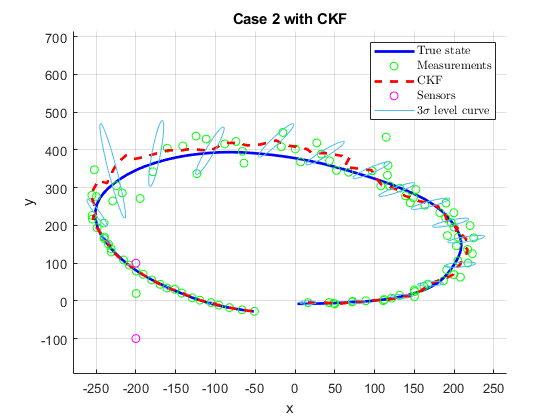 Case 2 with CKF
True state
Measurements
CKF
Sensors
3σ level curve
700
600
500
400
300
200
100
0
-100
y
-250 -200 -150 -100 -50 0 50 100 150 200 250
x